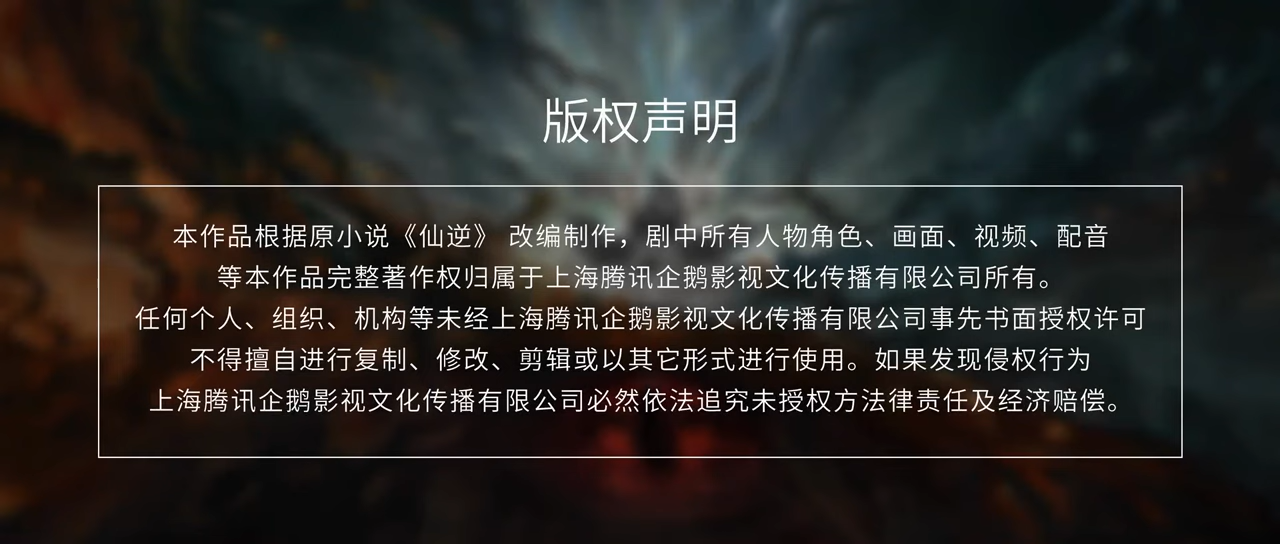 版权声明
本作品根据原小说《仙逆》 改编制作，剧中所有人物角色、画面、视频、配音
等本作品完整著作权归属于上海腾讯企鹅影视文化传播有限公司所有。
任何个人、组织、机构等未经上海腾讯企鹅影视文化传播有限公司事先书面授权许可
不得擅自进行复制、修改、剪辑或以其它形式进行使用。如果发现侵权行为
上海腾讯企鹅影视文化传播有限公司必然依法追究未授权方法律责任及经济赔偿。